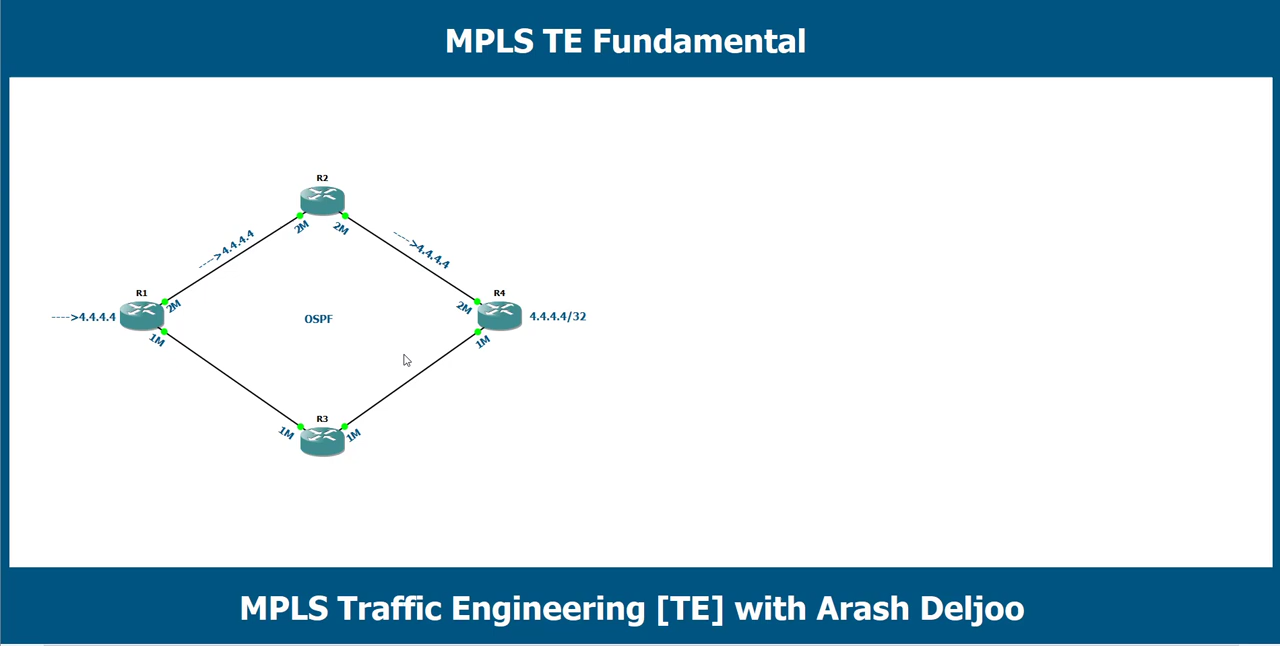 MPLS TE Fundamental
R2
2M
2M
---->4.4.4.4
---->4.4.4.4
R1
R4
2M
2M
---->4.4.4.4
OSPF
4.4.4.4/32
1M
1M
R3
1M
1M
MPLS Traffic Engineering [TE] with Arash Deljoo